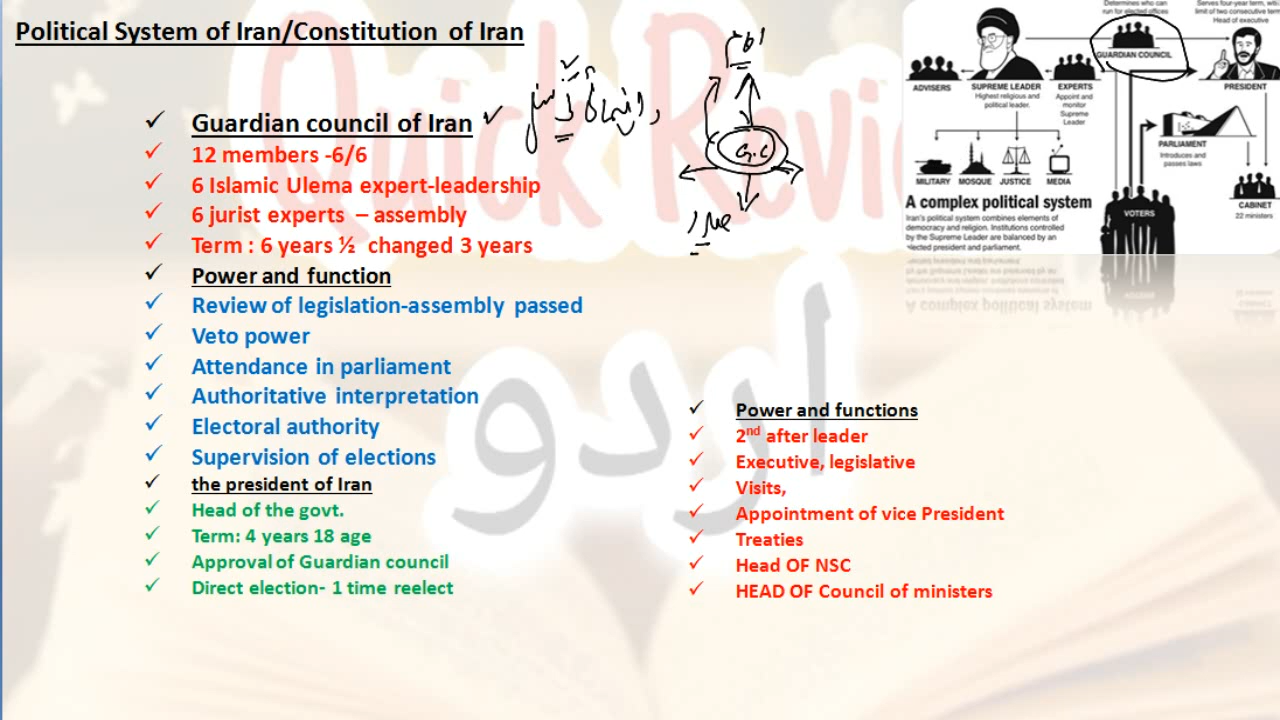 Political System of Iran/Constitution of Iran
✓ Guardian council of Iran
✓ 12 members -6/6
✓ 6 Islamic Ulema expert-leadership
✓ 6 jurist experts – assembly
✓ Term : 6 years ½ changed 3 years
✓ Power and function
✓ Review of legislation-assembly passed
✓ Veto power
✓ Attendance in parliament
✓ Authoritative interpretation
✓ Electoral authority
✓ Supervision of elections
✓ the president of Iran
✓ Head of the govt.
✓ Term: 4 years 18 age
✓ Approval of Guardian council
✓ Direct election- 1 time reelect
G.C
Determines who can
run for elected offices
GUARDIAN COUNCIL
Serves four-year term, with
limit of two consecutive terms
Head of executive
PRESIDENT
ADVISERS
SUPREME LEADER
Highest religious and
political leader.
EXPERTS
Appoint and
monitor
Supreme
Leader
PARLIAMENT
Introduces and
passes laws
MILITARY
MOSQUE
JUSTICE
MEDIA
CABINET
22 ministers
VOTERS
A complex political system
Iran's political system combines elements of
democracy and religion. Institutions controlled
by the Supreme Leader are balanced by an
elected president and parliament.
✓ Power and functions
✓ 2nd after leader
✓ Executive, legislative
✓ Visits,
✓ Appointment of vice President
✓ Treaties
✓ Head OF NSC
✓ HEAD OF Council of ministers
Quick Review
اردو